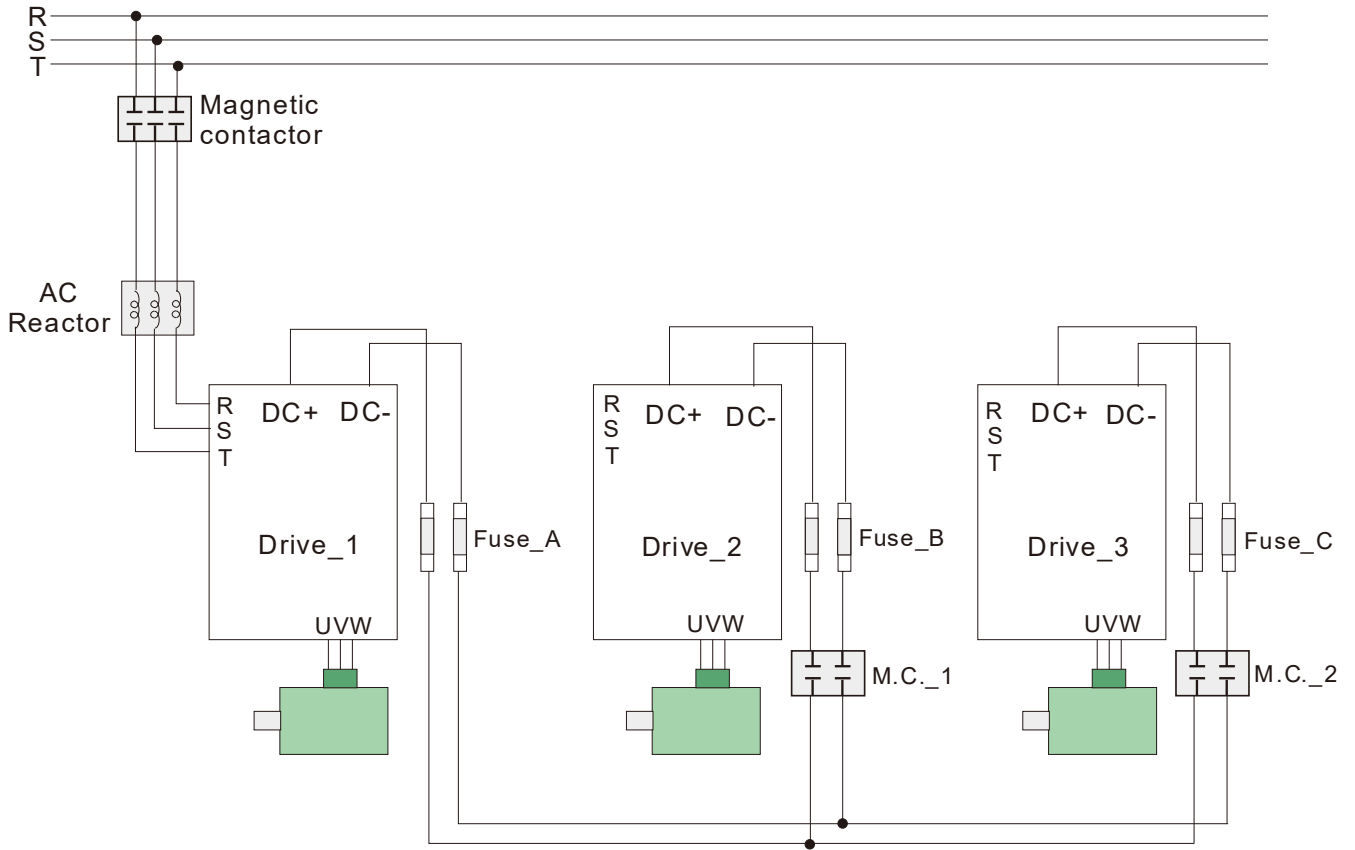 R
S
T
Magnetic
contactor
AC
Reactor
R
S
T
DC+ DC-
Drive_1
UVW
Fuse_A
R
S
T
DC+ DC-
Drive_2
UVW
Fuse_B
M.C._1
R
S
T
DC+ DC-
Drive_3
UVW
Fuse_C
M.C._2